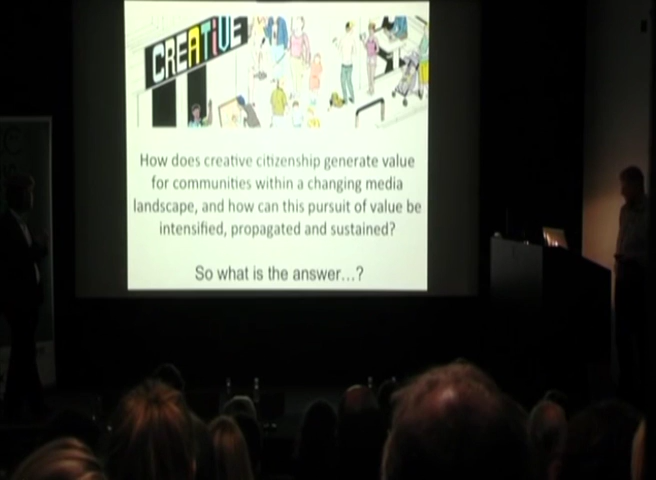 CREATiVE
How does creative citizenship generate value
for communities within a changing media
landscape, and how can this pursuit of value be
intensified, propagated and sustained?
So what is the answer…?